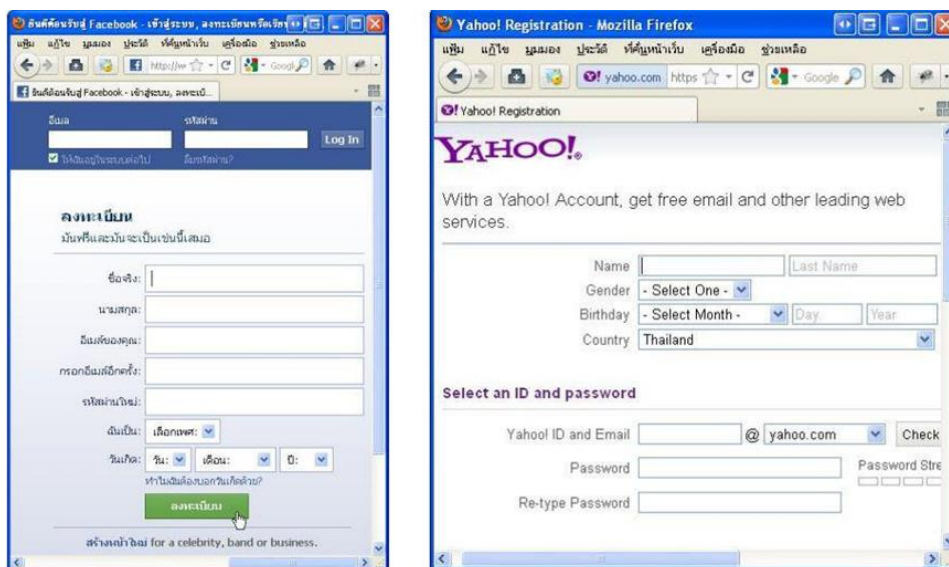 ยินดีต้อนรับสู่ Facebook - เข้าสู่ระบบ, ลงทะเบียนหรือเรียน
แฟ้ม แก้ไข มุมมอง ประวัติ ที่คั่นหน้าเว็บ เครื่องมือ ช่วยเหลือ
http://w Googl
ยินดีต้อนรับสู่ Facebook - เข้าสู่ระบบ, ลงทะเบี...
อีเมล รหัสผ่าน
Log In
ให้ฉันอยู่ในระบบต่อไป ลืมรหัสผ่าน?
ลงทะเบียน
มันฟรีและมันจะเป็นเช่นนี้เสมอ
ชื่อจริง:
นามสกุล:
อีเมล์ของคุณ:
กรอกอีเมล์อีกครั้ง:
รหัสผ่านใหม่:
ฉันเป็น: เลือกเพศ:
วันเกิด: วัน: เดือน: ปี:
ทำไมฉันต้องบอกวันเกิดด้วย?
ลงทะเบียน
สร้างหน้าใหม่ for a celebrity, band or business.
Yahoo! Registration - Mozilla Firefox
แฟ้ม แก้ไข มุมมอง ประวัติ ที่คั่นหน้าเว็บ เครื่องมือ ช่วยเหลือ
yahoo.com https Google
Yahoo! Registration
YAHOO!
With a Yahoo! Account, get free email and other leading web
services.
Name Last Name
Gender - Select One -
Birthday - Select Month - Day Year
Country Thailand
Select an ID and password
Yahoo! ID and Email @ yahoo.com Check
Password Password Stre
Re-type Password